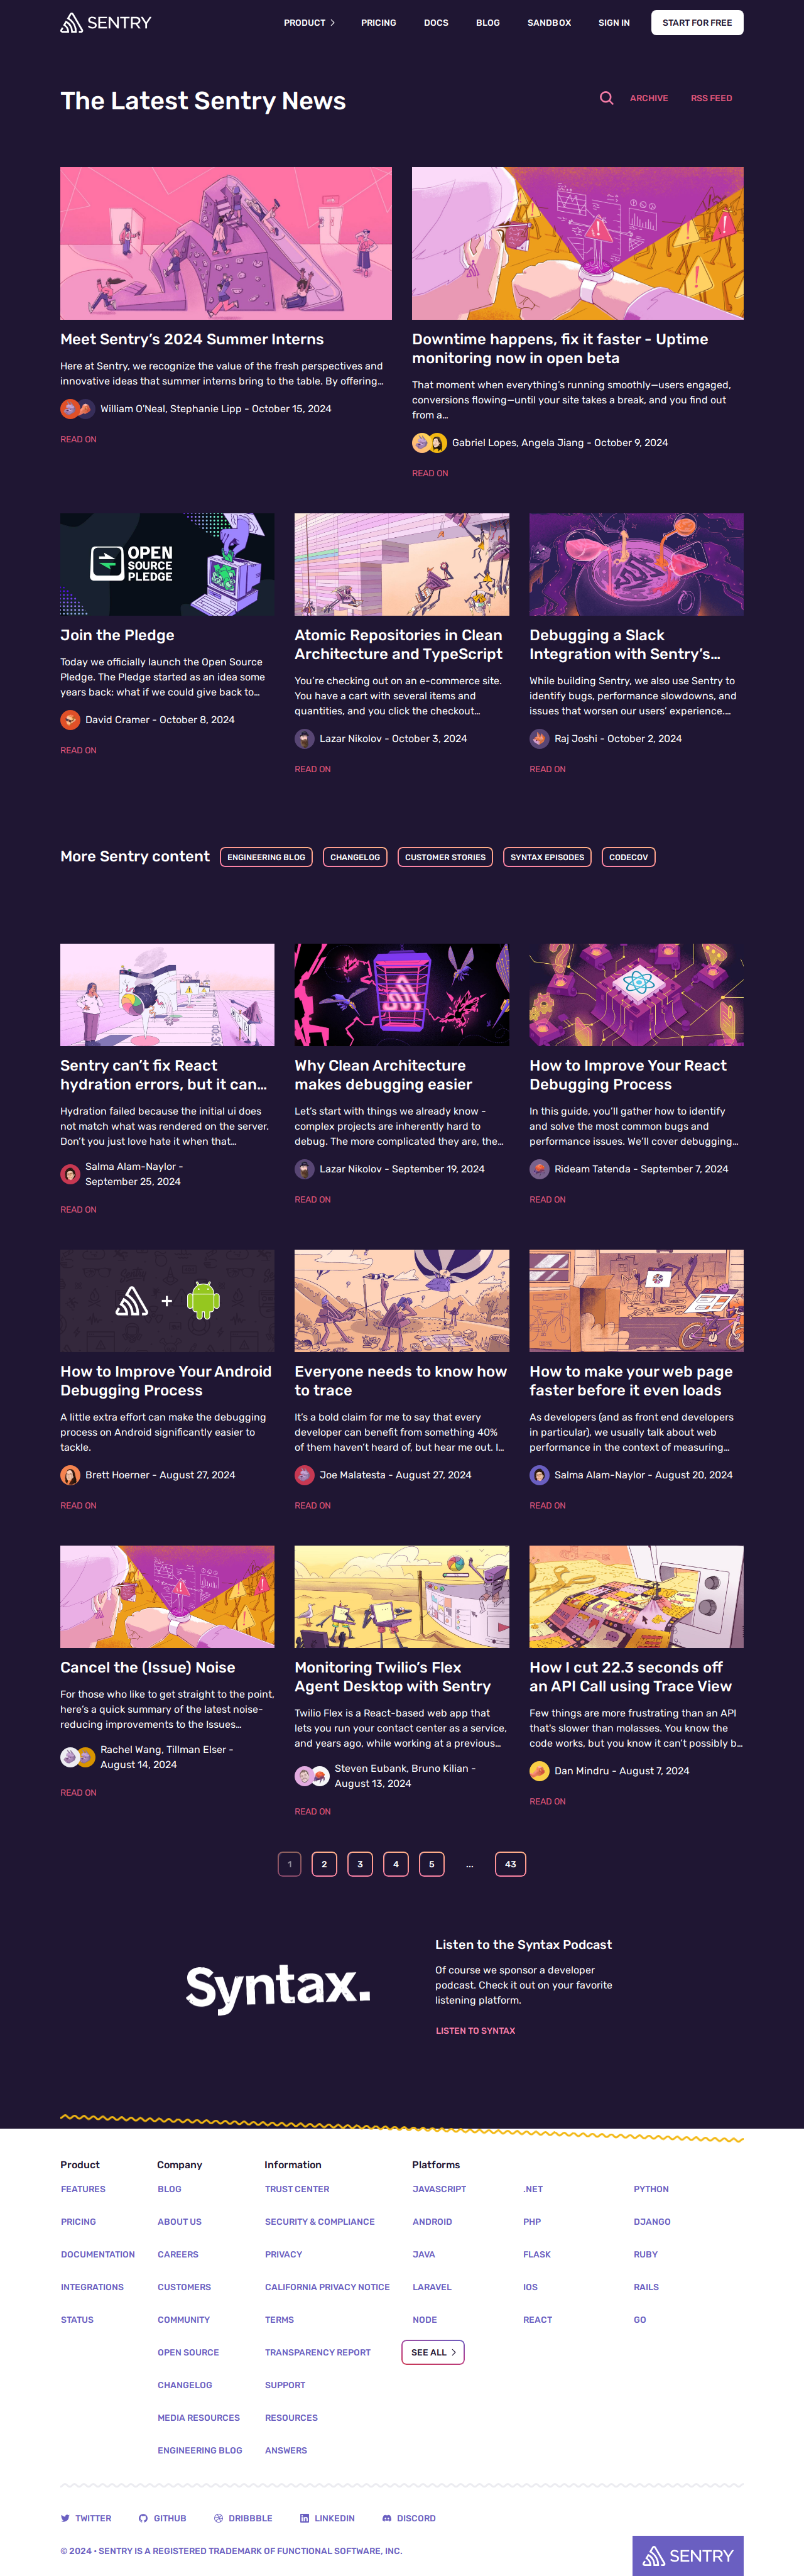 SENTRY
PRODUCT
PRICING
DOCS
BLOG
SANDBOX
SIGN IN
START FOR FREE
The Latest Sentry News
ARCHIVE
RSS FEED
Meet Sentry’s 2024 Summer Interns
Here at Sentry, we recognize the value of the fresh perspectives and
innovative ideas that summer interns bring to the table. By offering…
William O'Neal, Stephanie Lipp - October 15, 2024
READ ON
Downtime happens, fix it faster - Uptime
monitoring now in open beta
That moment when everything’s running smoothly—users engaged,
conversions flowing—until your site takes a break, and you find out
from a…
Gabriel Lopes, Angela Jiang - October 9, 2024
READ ON
OPEN
SOURCE
PLEDGE
Join the Pledge
Today we officially launch the Open Source
Pledge. The Pledge started as an idea some
years back: what if we could give back to…
David Cramer - October 8, 2024
READ ON
Atomic Repositories in Clean
Architecture and TypeScript
You’re checking out on an e-commerce site.
You have a cart with several items and
quantities, and you click the checkout…
Lazar Nikolov - October 3, 2024
READ ON
Debugging a Slack
Integration with Sentry’s…
While building Sentry, we also use Sentry to
identify bugs, performance slowdowns, and
issues that worsen our users’ experience.…
Raj Joshi - October 2, 2024
READ ON
More Sentry content
ENGINEERING BLOG
CHANGELOG
CUSTOMER STORIES
SYNTAX EPISODES
CODECOV
Sentry can’t fix React
hydration errors, but it can…
Hydration failed because the initial ui does
not match what was rendered on the server.
Don’t you just love hate it when that…
Salma Alam-Naylor -
September 25, 2024
READ ON
Why Clean Architecture
makes debugging easier
Let’s start with things we already know -
complex projects are inherently hard to
debug. The more complicated they are, the…
Lazar Nikolov - September 19, 2024
READ ON
How to Improve Your React
Debugging Process
In this guide, you’ll gather how to identify
and solve the most common bugs and
performance issues. We’ll cover debugging…
Rideam Tatenda - September 7, 2024
READ ON
+
How to Improve Your Android
Debugging Process
A little extra effort can make the debugging
process on Android significantly easier to
tackle.
Brett Hoerner - August 27, 2024
READ ON
Everyone needs to know how
to trace
It’s a bold claim for me to say that every
developer can benefit from something 40%
of them haven’t heard of, but hear me out. I…
Joe Malatesta - August 27, 2024
READ ON
How to make your web page
faster before it even loads
As developers (and as front end developers
in particular), we usually talk about web
performance in the context of measuring…
Salma Alam-Naylor - August 20, 2024
READ ON
Cancel the (Issue) Noise
For those who like to get straight to the point,
here’s a quick summary of the latest noise-
reducing improvements to the Issues…
Rachel Wang, Tillman Elser -
August 14, 2024
READ ON
Monitoring Twilio’s Flex
Agent Desktop with Sentry
Twilio Flex is a React-based web app that
lets you run your contact center as a service,
and years ago, while working at a previous…
Steven Eubank, Bruno Kilian -
August 13, 2024
READ ON
How I cut 22.3 seconds off
an API Call using Trace View
Few things are more frustrating than an API
that’s slower than molasses. You know the
code works, but you know it can’t possibly b…
Dan Mindru - August 7, 2024
READ ON
1 2 3 4 5 ... 43
Syntax.
Listen to the Syntax Podcast
Of course we sponsor a developer
podcast. Check it out on your favorite
listening platform.
LISTEN TO SYNTAX
Product
FEATURES
PRICING
DOCUMENTATION
INTEGRATIONS
STATUS
Company
BLOG
ABOUT US
CAREERS
CUSTOMERS
COMMUNITY
OPEN SOURCE
CHANGELOG
MEDIA RESOURCES
ENGINEERING BLOG
Information
TRUST CENTER
SECURITY & COMPLIANCE
PRIVACY
CALIFORNIA PRIVACY NOTICE
TERMS
TRANSPARENCY REPORT
SUPPORT
RESOURCES
ANSWERS
Platforms
JAVASCRIPT
ANDROID
JAVA
LARAVEL
NODE
SEE ALL
.NET
PHP
FLASK
IOS
REACT
PYTHON
DJANGO
RUBY
RAILS
GO
TWITTER
GITHUB
DRIBBBLE
LINKEDIN
DISCORD
© 2024 • SENTRY IS A REGISTERED TRADEMARK OF FUNCTIONAL SOFTWARE, INC.
SENTRY